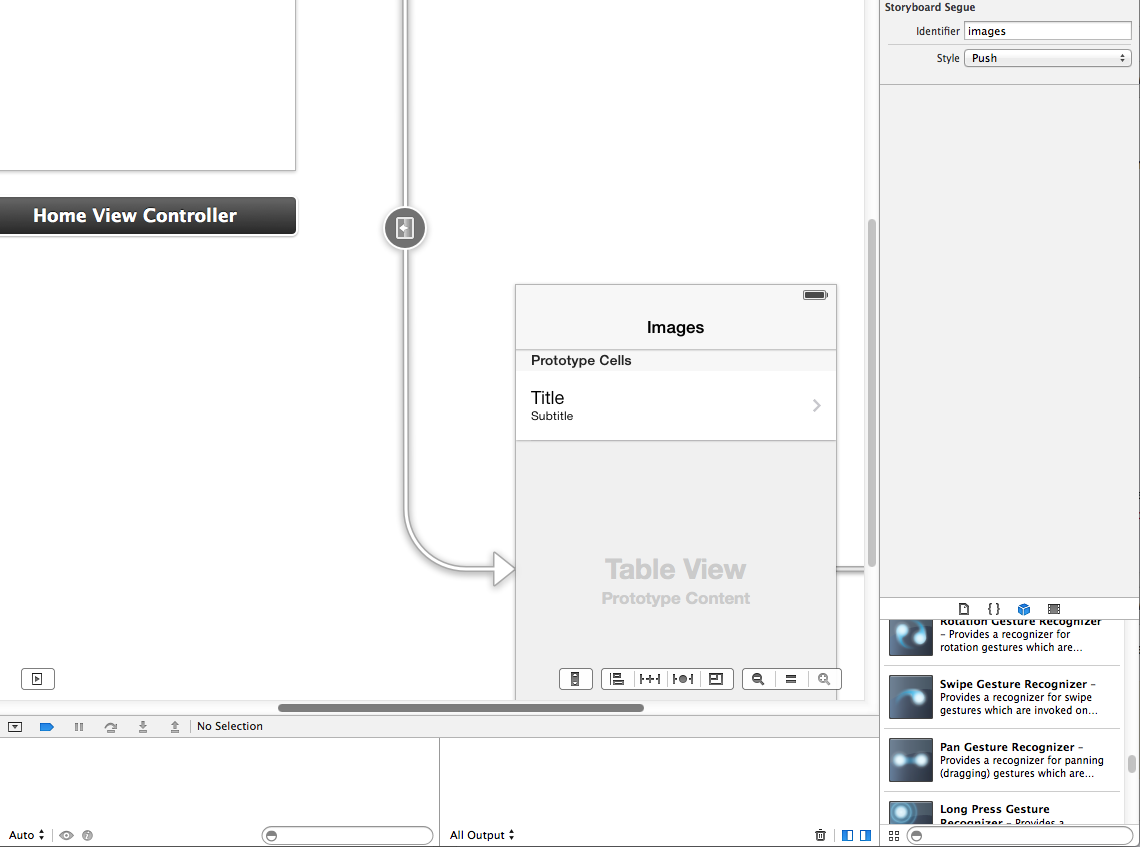 Storyboard Segue
Identifier images
Style Push
Home View Controller
Images
Prototype Cells
Title
Subtitle
Table View
Prototype Content
No Selection
Auto
All Output
{ }
Rotation Gesture Recognizer
– Provides a recognizer for
rotation gestures which are...
Swipe Gesture Recognizer –
Provides a recognizer for swipe
gestures which are invoked on...
Pan Gesture Recognizer –
Provides a recognizer for panning
(dragging) gestures which are...
Long Press Gesture
Recognizer – Provides a